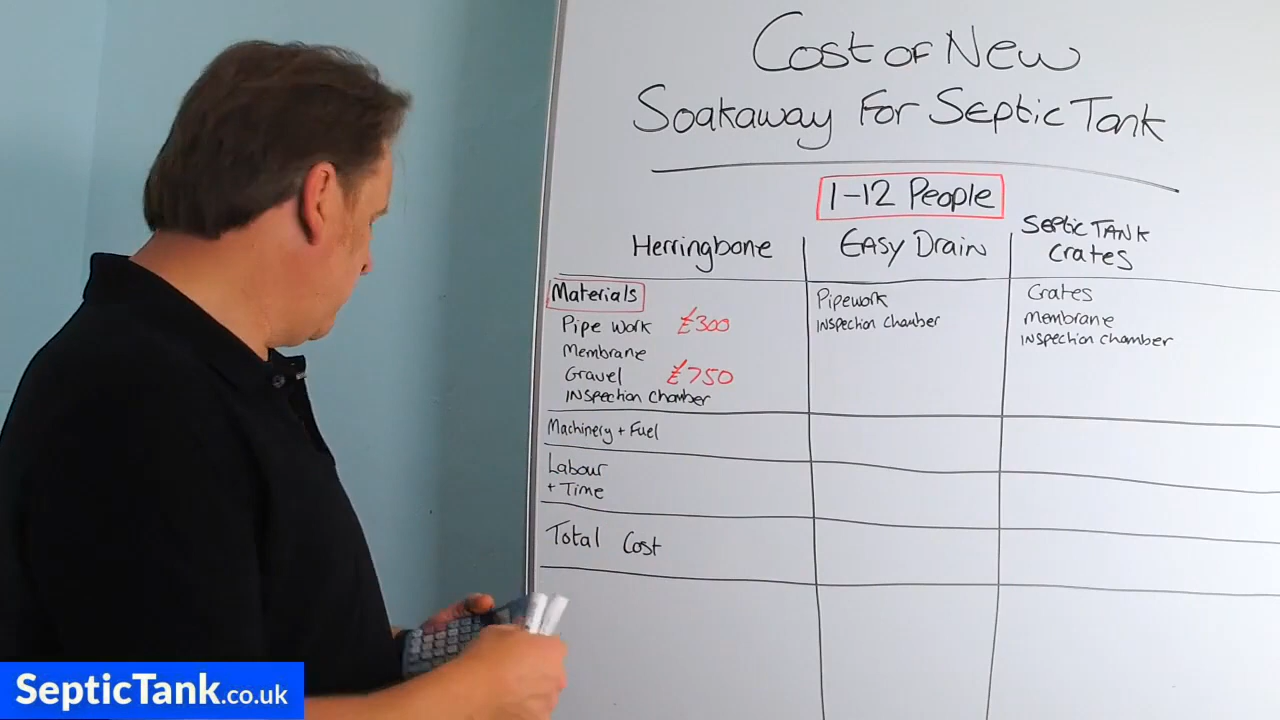 Cost of New
Soakaway For Septic Tank
1-12 People
Herringbone
Easy Drain
Septic TANK
Crates
Materials
Pipe work £300
Membrane
Gravel £750
Inspection chamber
Pipework
Inspection chamber
Crates
Membrane
Inspection chamber
Machinery + Fuel
Labour
+ Time
Total Cost
SepticTank.co.uk